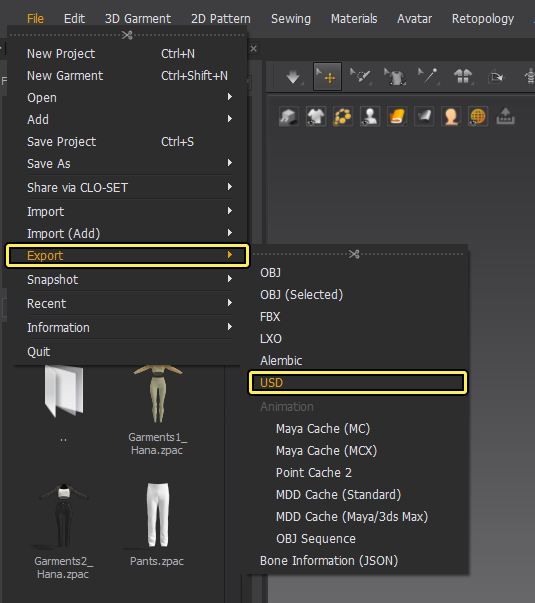 File Edit 3D Garment 2D Pattern Sewing Materials Avatar Retopology
New Project Ctrl+N
New Garment Ctrl+Shift+N
Open
Add
Save Project Ctrl+S
Save As
Share via CLO-SET
Import
Import (Add)
Export
Snapshot
Recent
Information
Quit
OBJ
OBJ (Selected)
FBX
LXO
Alembic
USD
Animation
Maya Cache (MC)
Maya Cache (MCX)
Point Cache 2
MDD Cache (Standard)
MDD Cache (Maya/3ds Max)
OBJ Sequence
Bone Information (JSON)
..
Garments1_
Hana.zpac
Garments2_
Hana.zpac
Pants.zpac